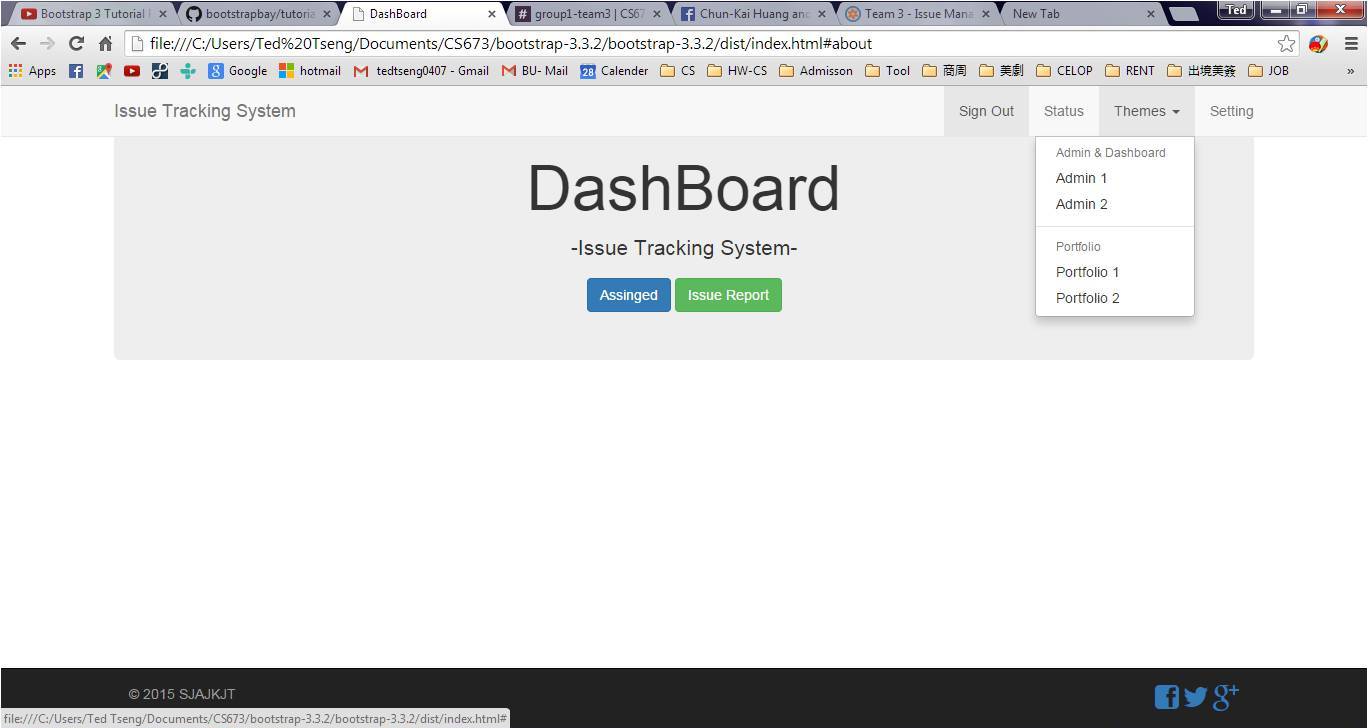 Bootstrap 3 Tutorial
bootstrapbay/tutoria
DashBoard
group1-team3 | CS67
Chun-Kai Huang and
Team 3 - Issue Mana
New Tab
Ted
file:///C:/Users/Ted%20Tseng/Documents/CS673/bootstrap-3.3.2/bootstrap-3.3.2/dist/index.html#about
Apps Google hotmail tedtseng0407 - Gmail BU- Mail 28 Calender CS HW-CS Admisson Tool 商周 美劇 CELOP RENT 出境美簽 JOB »
Issue Tracking System Sign Out Status Themes Setting
Admin & Dashboard
Admin 1
Admin 2
Portfolio
Portfolio 1
Portfolio 2
DashBoard
-Issue Tracking System-
Assinged Issue Report
© 2015 SJAJKJT
file:///C:/Users/Ted Tseng/Documents/CS673/bootstrap-3.3.2/bootstrap-3.3.2/dist/index.html#